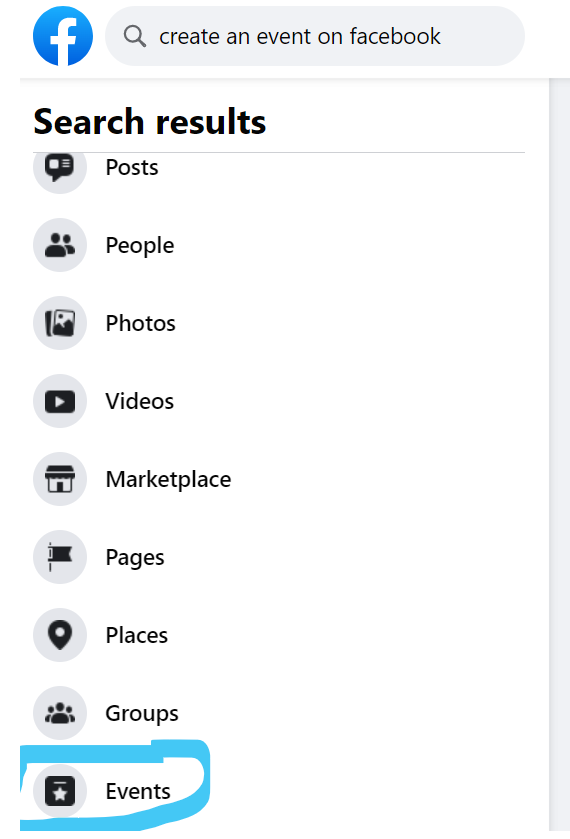 create an event on facebook
Search results
Posts
People
Photos
Videos
Marketplace
Pages
Places
Groups
Events